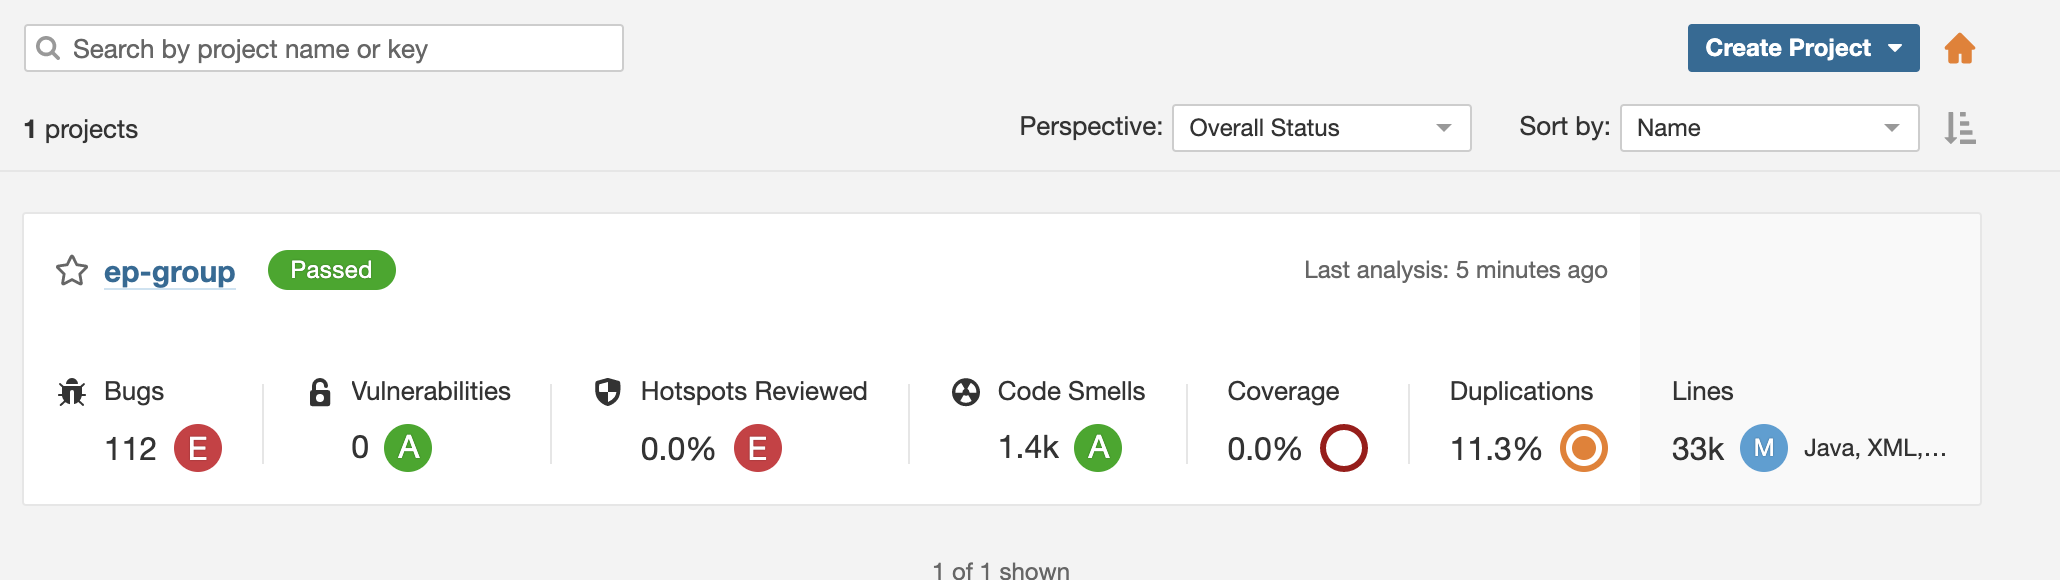 Search by project name or key
Create Project
1 projects
Perspective: Overall Status Sort by: Name
ep-group Passed Last analysis: 5 minutes ago
Bugs Vulnerabilities Hotspots Reviewed Code Smells Coverage Duplications Lines
112 E 0 A 0.0% E 1.4k A 0.0% 11.3% 33k M Java, XML,...
1 of 1 shown